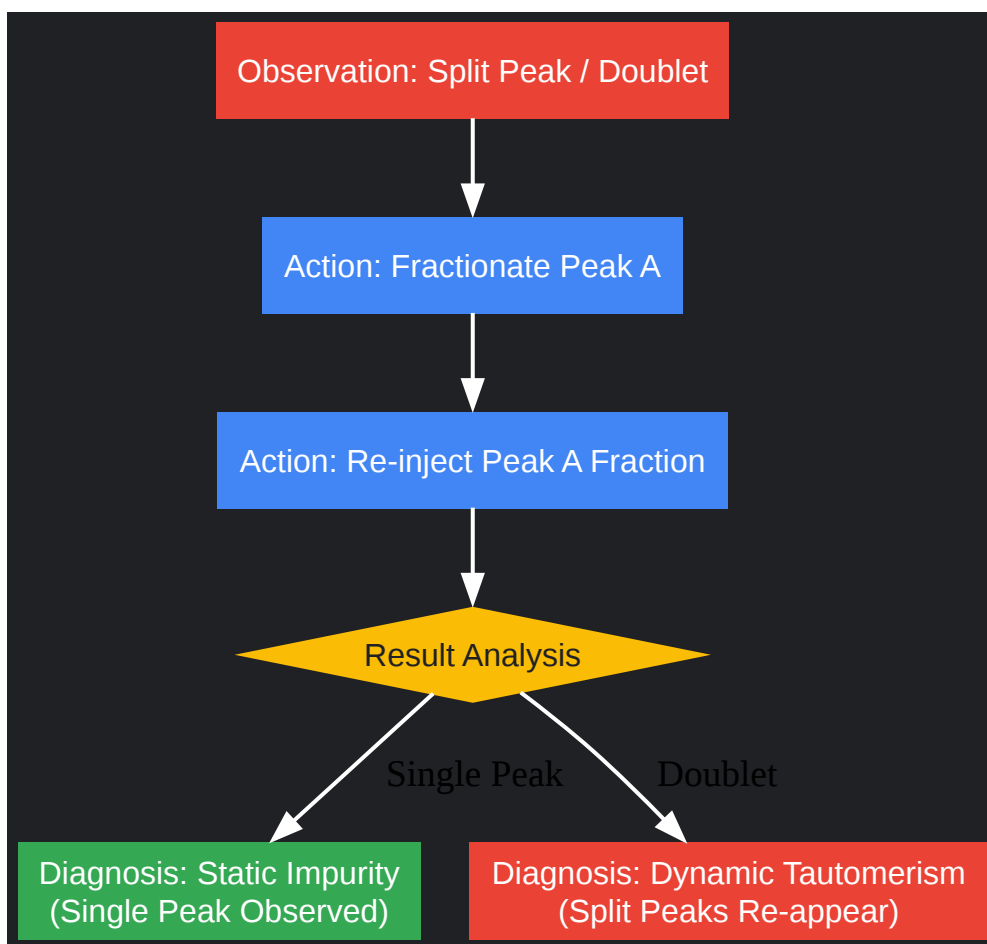 Observation: Split Peak / Doublet
Action: Fractionate Peak A
Action: Re-inject Peak A Fraction
Result Analysis
Single Peak
Doublet
Diagnosis: Static Impurity
(Single Peak Observed)
Diagnosis: Dynamic Tautomerism
(Split Peaks Re-appear)